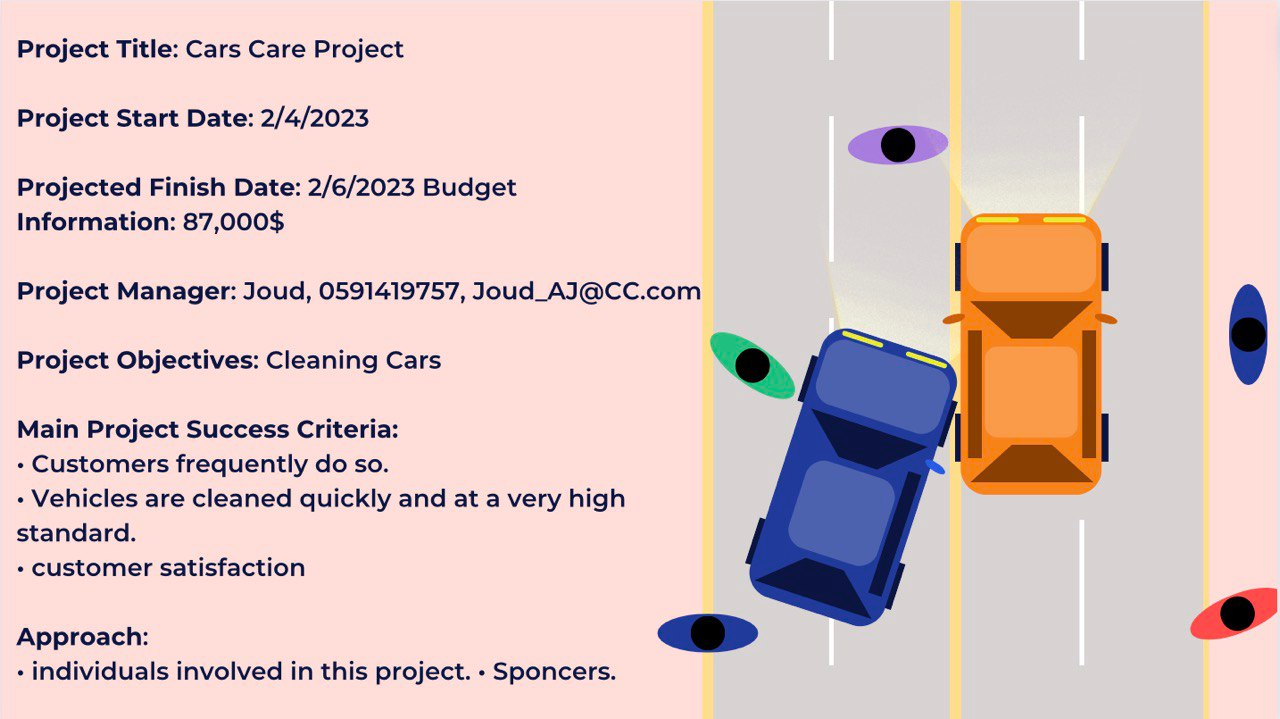 Project Title: Cars Care Project
Project Start Date: 2/4/2023
Projected Finish Date: 2/6/2023 Budget
Information: 87,000$
Project Manager: Joud, 0591419757, Joud_AJ@CC.com
Project Objectives: Cleaning Cars
Main Project Success Criteria:
• Customers frequently do so.
• Vehicles are cleaned quickly and at a very high
standard.
• customer satisfaction
Approach:
• individuals involved in this project. • Sponcers.